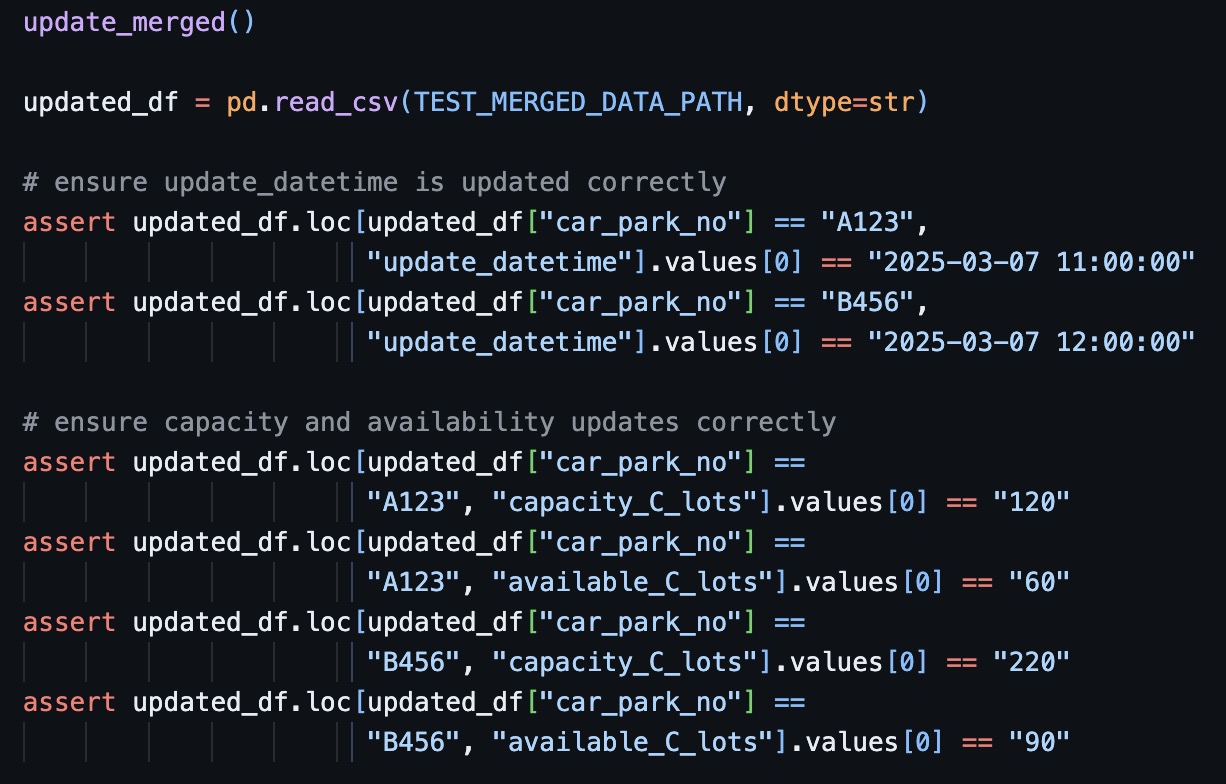 update_merged()
updated_df = pd.read_csv(TEST_MERGED_DATA_PATH, dtype=str)
# ensure update_datetime is updated correctly
assert updated_df.loc[updated_df["car_park_no"] == "A123",
"update_datetime"].values[0] == "2025-03-07 11:00:00"
assert updated_df.loc[updated_df["car_park_no"] == "B456",
"update_datetime"].values[0] == "2025-03-07 12:00:00"
# ensure capacity and availability updates correctly
assert updated_df.loc[updated_df["car_park_no"] ==
"A123", "capacity_C_lots"].values[0] == "120"
assert updated_df.loc[updated_df["car_park_no"] ==
"A123", "available_C_lots"].values[0] == "60"
assert updated_df.loc[updated_df["car_park_no"] ==
"B456", "capacity_C_lots"].values[0] == "220"
assert updated_df.loc[updated_df["car_park_no"] ==
"B456", "available_C_lots"].values[0] == "90"